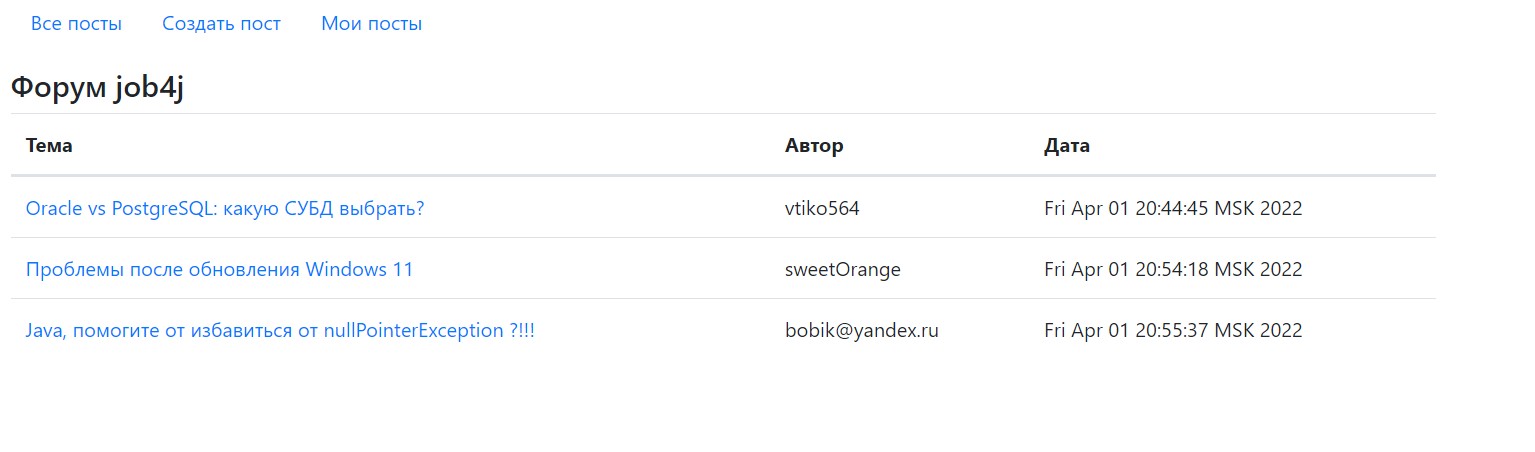 Все посты Создать пост Мои посты
Форум job4j
Тема Автор Дата
Oracle vs PostgreSQL: какую СУБД выбрать? vtiko564 Fri Apr 01 20:44:45 MSK 2022
Проблемы после обновления Windows 11 sweetOrange Fri Apr 01 20:54:18 MSK 2022
Java, помогите от избавиться от nullPointerException ?!!! bobik@yandex.ru Fri Apr 01 20:55:37 MSK 2022